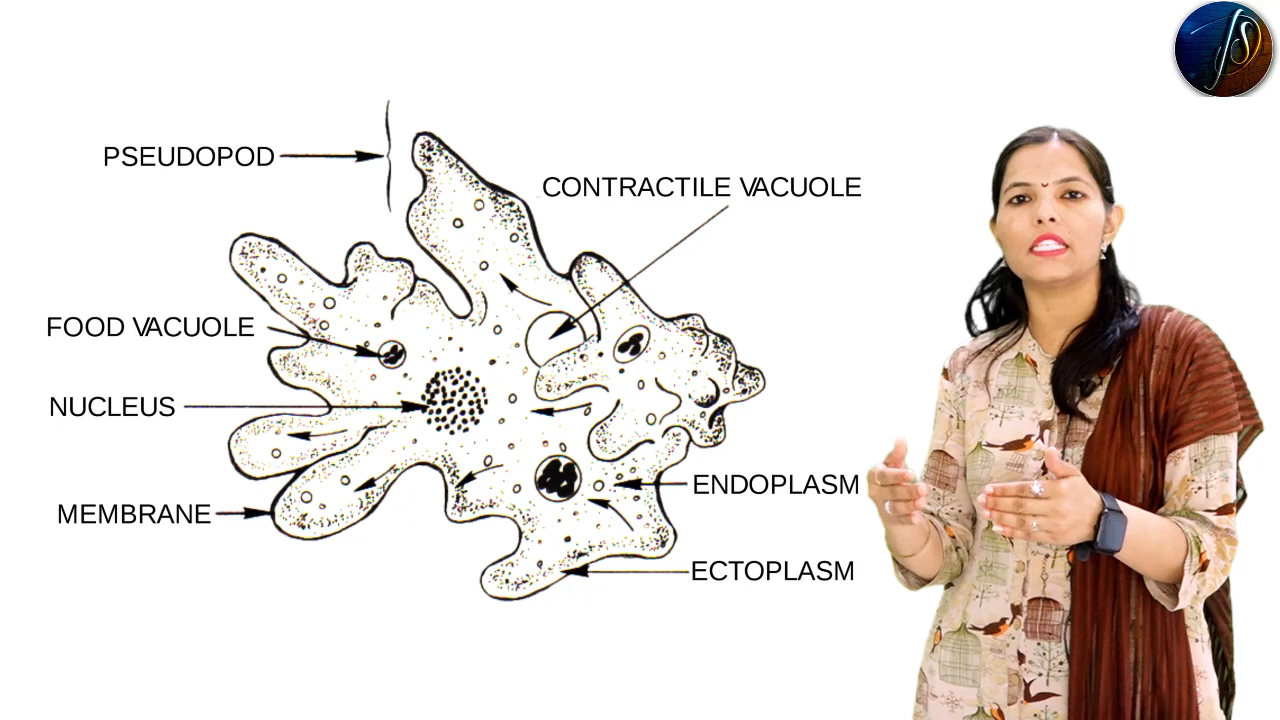 PSEUDOPOD
CONTRACTILE VACUOLE
FOOD VACUOLE
NUCLEUS
ENDOPLASM
MEMBRANE
ECTOPLASM